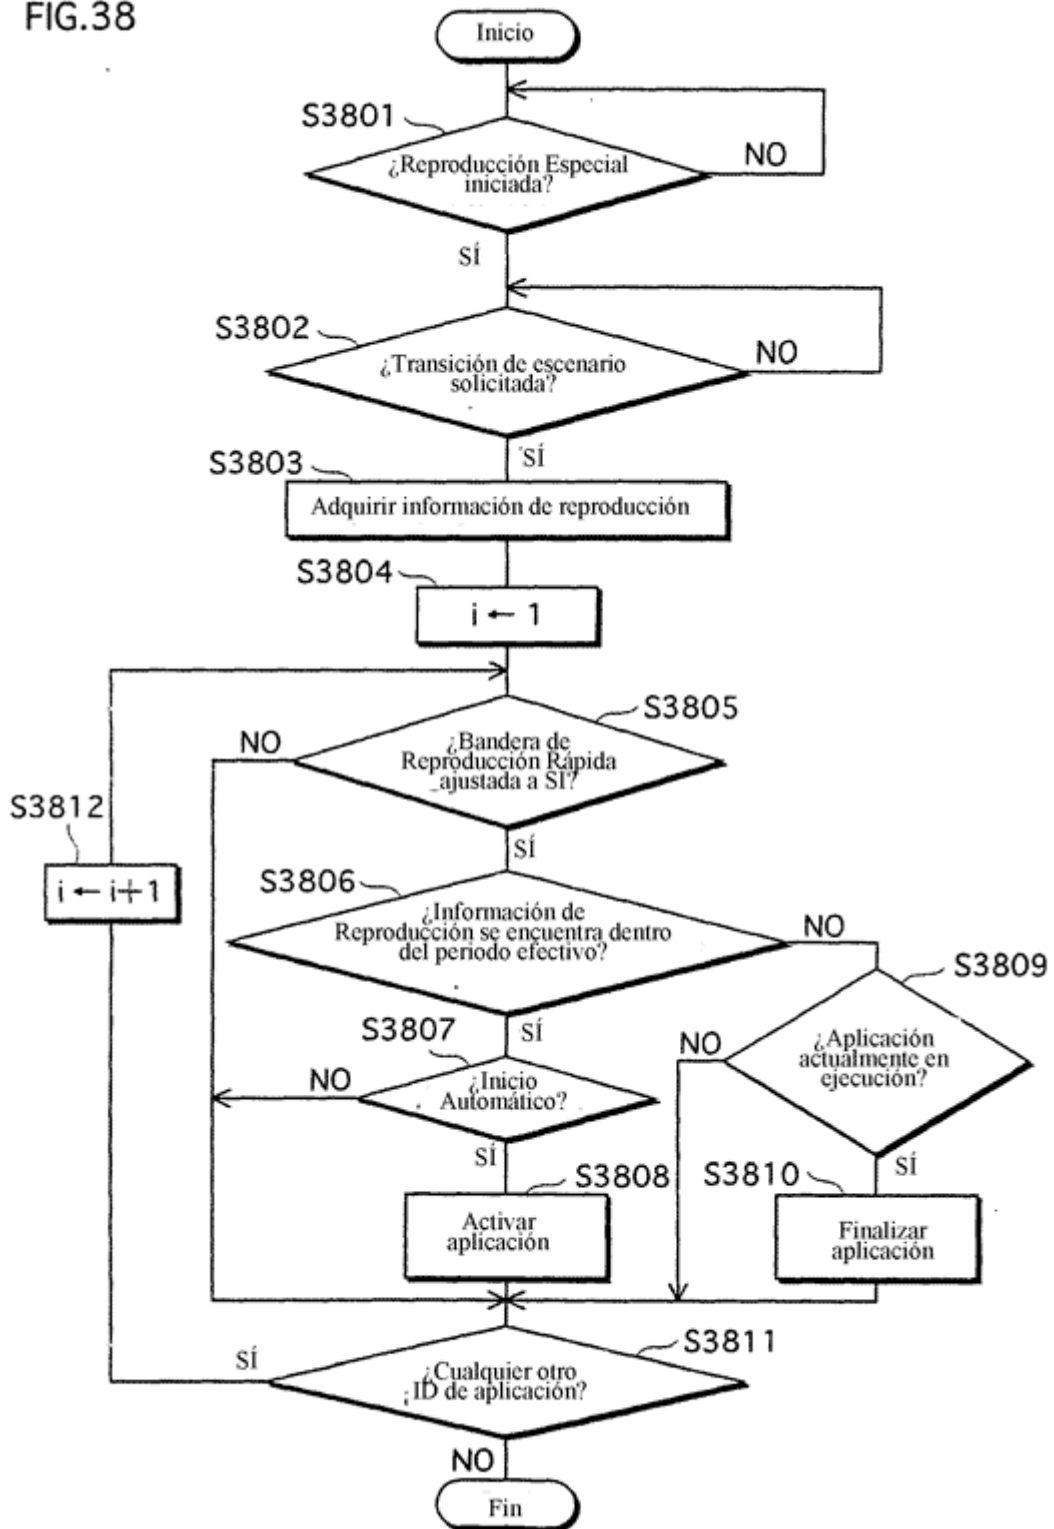 FIG.38
Inicio
S3801
¿Reproducción Especial
iniciada?
NO
SÍ
S3802
¿Transición de escenario
solicitada?
NO
SÍ
S3803
Adquirir información de reproducción
S3804
i ← 1
S3805
¿Bandera de
Reproducción Rápida
ajustada a SÍ?
NO
SÍ
S3812
i ← i+1
S3806
¿Información de
Reproducción se encuentra dentro
del periodo efectivo?
NO
SÍ
S3809
¿Aplicación
actualmente en
ejecución?
NO
SÍ
S3807
¿Inicio
Automático?
NO
SÍ
S3808
Activar
aplicación
S3810
Finalizar
aplicación
S3811
¿Cualquier otro
¿ID de aplicación?
SÍ
NO
Fin